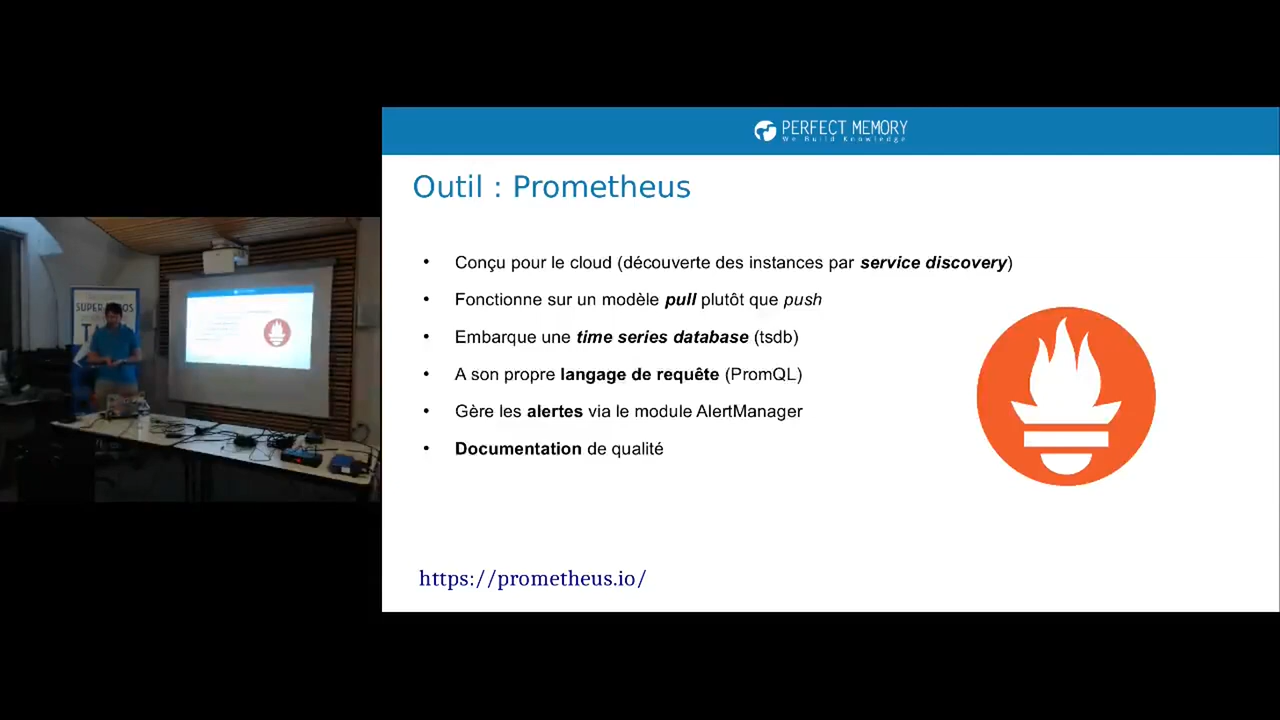 PERFECT MEMORY
We Build Knowledge
Outil : Prometheus
• Conçu pour le cloud (découverte des instances par service discovery)
• Fonctionne sur un modèle pull plutôt que push
• Embarque une time series database (tsdb)
• A son propre langage de requête (PromQL)
• Gère les alertes via le module AlertManager
• Documentation de qualité
https://prometheus.io/
SUPER